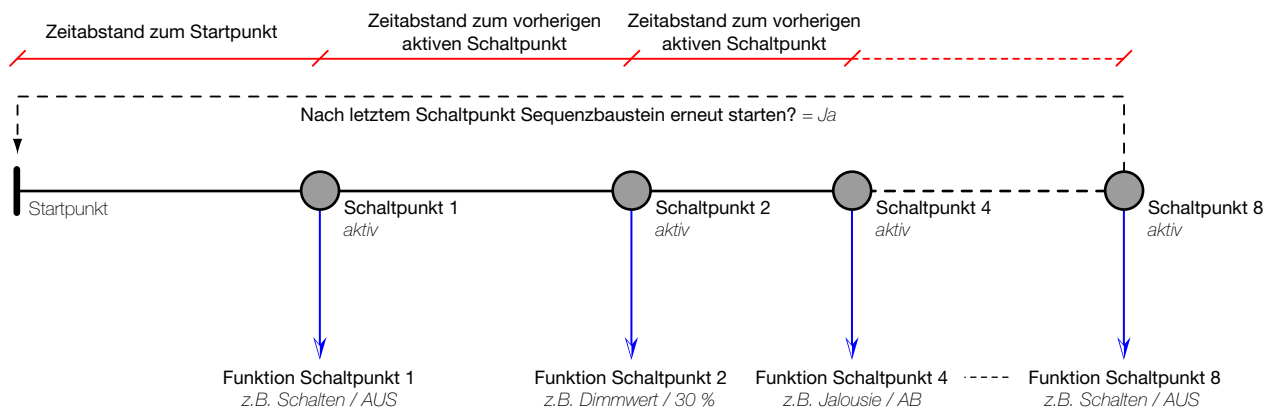 Zeitabstand zum Startpunkt
Zeitabstand zum vorherigen
aktiven Schaltpunkt
Zeitabstand zum vorherigen
aktiven Schaltpunkt
Nach letztem Schaltpunkt Sequenzbaustein erneut starten? = Ja
Startpunkt
Schaltpunkt 1
aktiv
Schaltpunkt 2
aktiv
Schaltpunkt 4
aktiv
Schaltpunkt 8
aktiv
Funktion Schaltpunkt 1
z.B. Schalten / AUS
Funktion Schaltpunkt 2
z.B. Dimmwert / 30 %
Funktion Schaltpunkt 4
z.B. Jalousie / AB
Funktion Schaltpunkt 8
z.B. Schalten / AUS